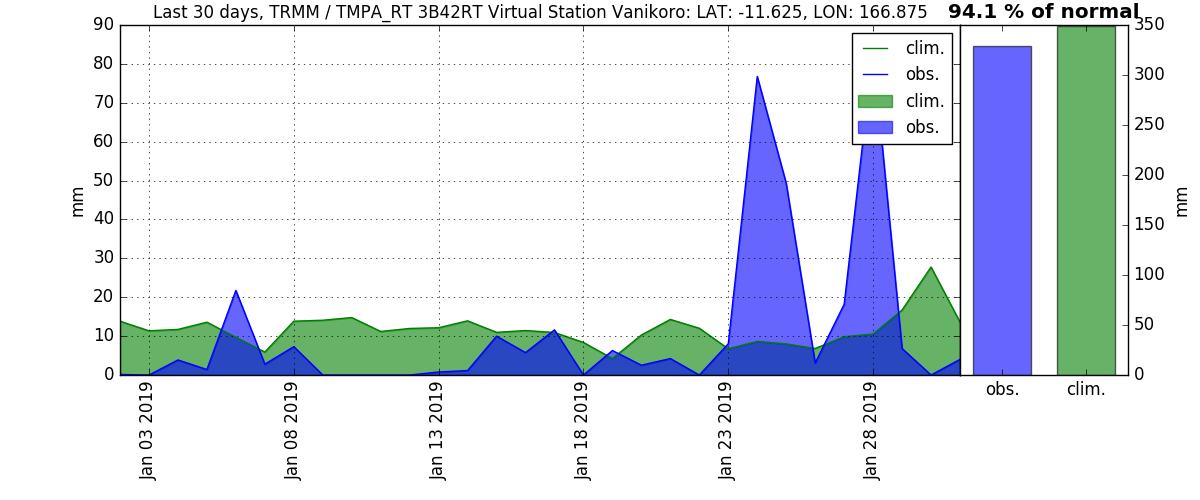 Last 30 days, TRMM / TMPA_RT 3B42RT Virtual Station Vanikoro: LAT: -11.625, LON: 166.875
94.1 % of normal
90
80
70
60
50
40
30
20
10
0
mm
clim.
obs.
clim.
obs.
Jan 03 2019
Jan 08 2019
Jan 13 2019
Jan 18 2019
Jan 23 2019
Jan 28 2019
350
300
250
200
150
100
50
0
mm
obs.
clim.